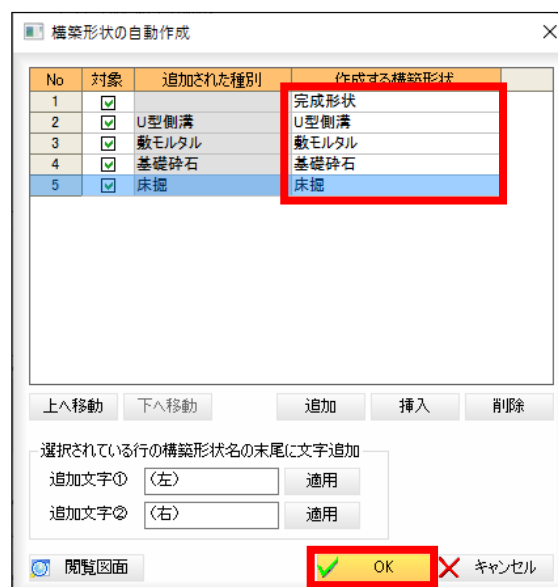 構築形状の自動作成
No 対象 追加された種別 作成する構築形状
1 完成形状
2 U型側溝 U型側溝
3 敷モルタル 敷モルタル
4 基礎砕石 基礎砕石
5 床掘 床掘
上へ移動 下へ移動 追加 挿入 削除
選択されている行の構築形状名の末尾に文字追加
追加文字① (左) 適用
追加文字② (右) 適用
閲覧図面 OK キャンセル